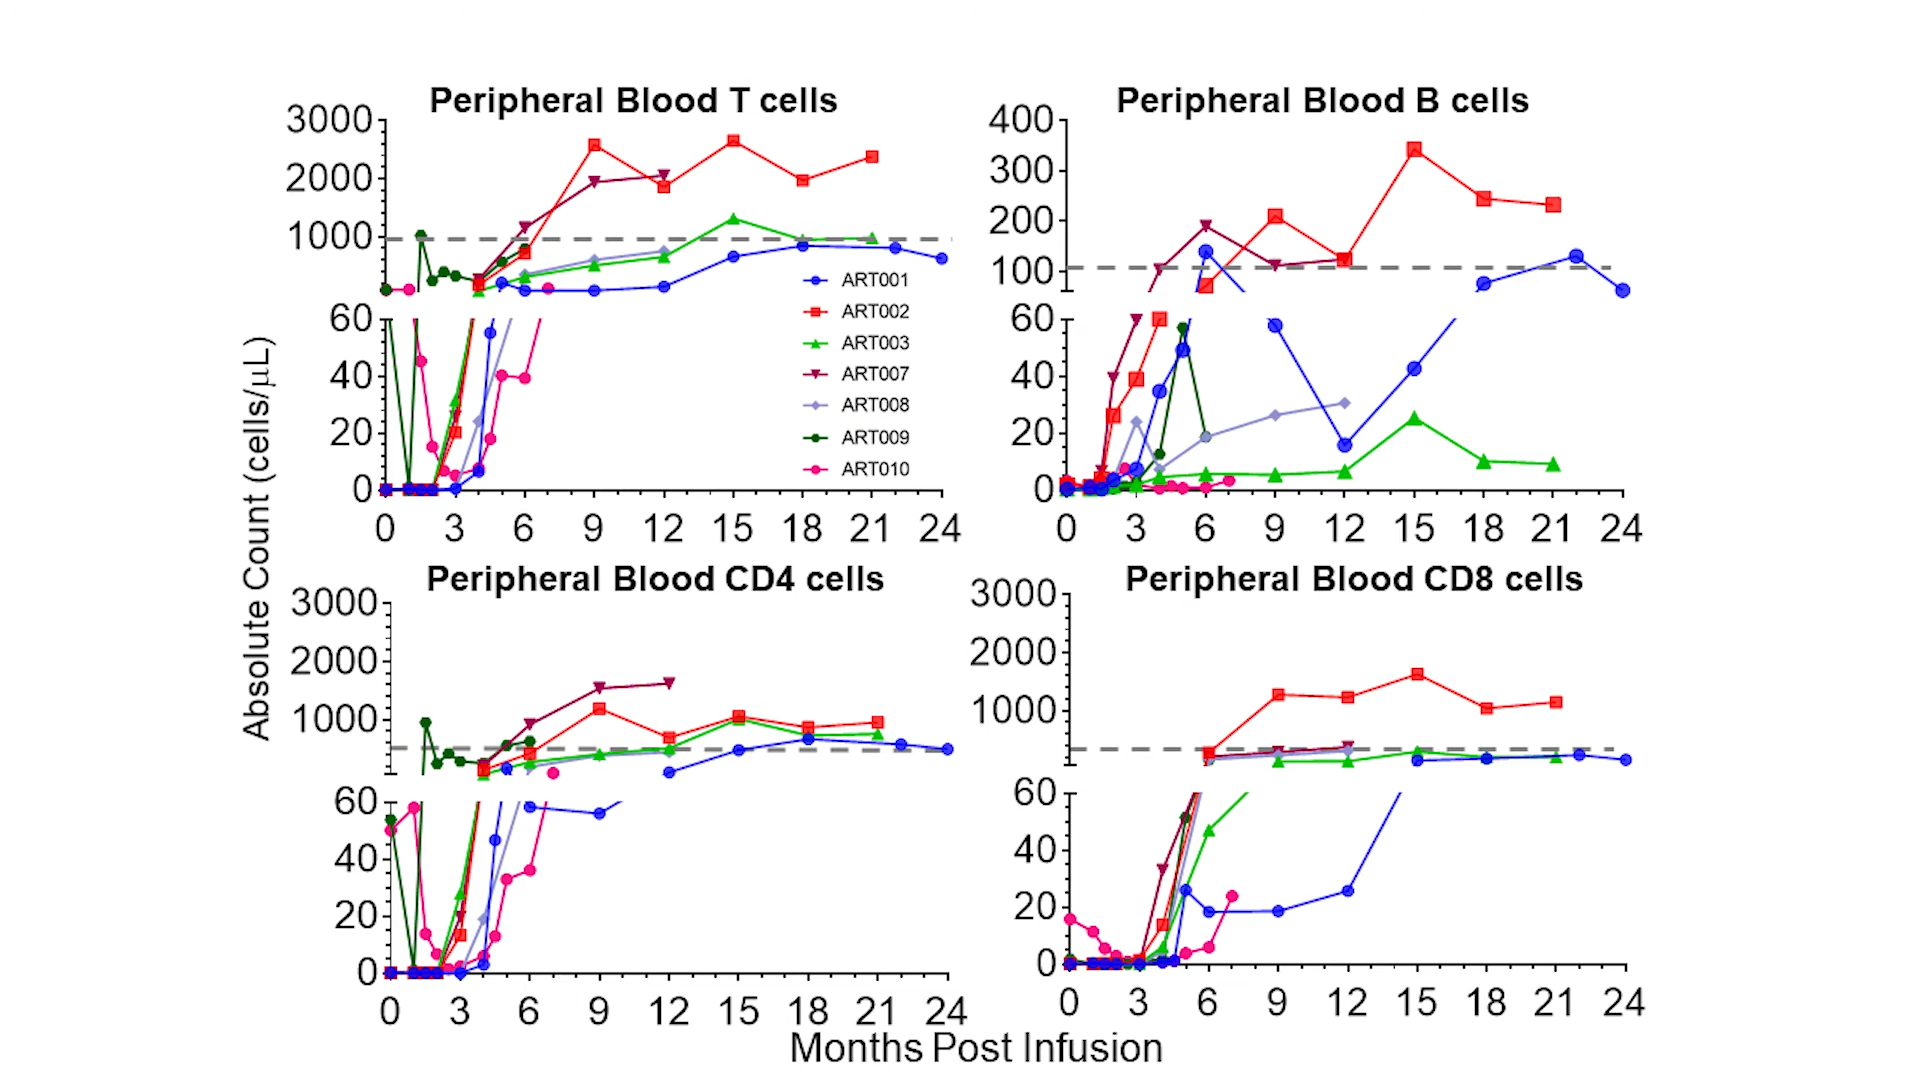 Peripheral Blood T cells
3000
2000
1000
60
40
20
0
0 3 6 9 12 15 18 21 24
ART001
ART002
ART003
ART007
ART008
ART009
ART010
Peripheral Blood B cells
400
300
200
100
60
40
20
0
0 3 6 9 12 15 18 21 24
Absolute Count (cells/μL)
Peripheral Blood CD4 cells
3000
2000
1000
60
40
20
0
0 3 6 9 12 15 18 21 24
Peripheral Blood CD8 cells
3000
2000
1000
60
40
20
0
0 3 6 9 12 15 18 21 24
Months Post Infusion